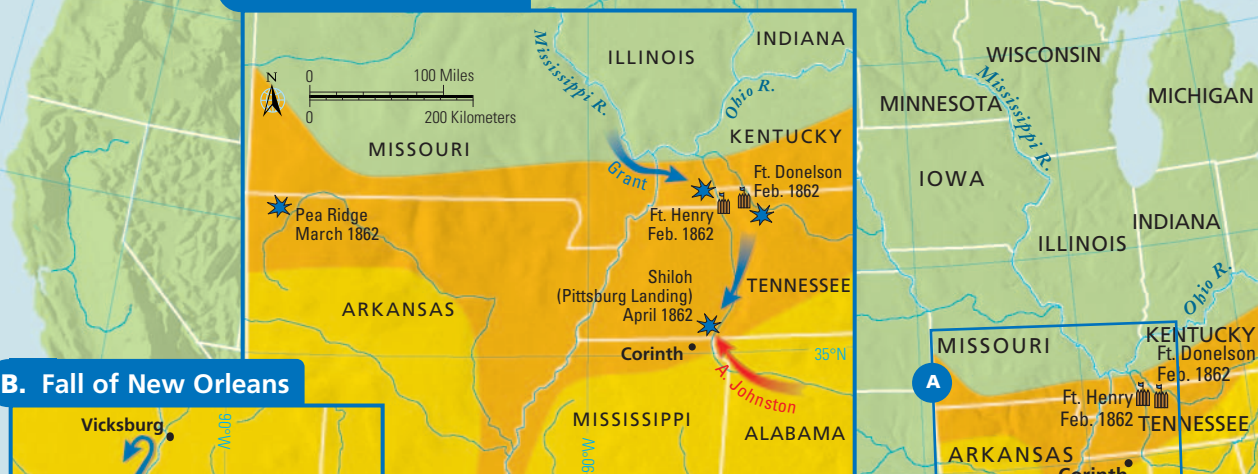 ILLINOIS
INDIANA
Mississippi R.
Ohio R.
N
0 100 Miles
0 200 Kilometers
MISSOURI
KENTUCKY
Grant
Ft. Donelson
Feb. 1862
Ft. Henry
Feb. 1862
Pea Ridge
March 1862
ARKANSAS
Shiloh
(Pittsburg Landing)
April 1862
TENNESSEE
Corinth
35°N
A. Johnston
MISSISSIPPI
ALABAMA
90°W
B. Fall of New Orleans
Vicksburg
90°W
WISCONSIN
MINNESOTA
Mississippi R.
MICHIGAN
IOWA
ILLINOIS
INDIANA
Ohio R.
MISSOURI
KENTUCKY
Ft. Donelson
Feb. 1862
A
Ft. Henry
Feb. 1862
TENNESSEE
ARKANSAS
Corinth